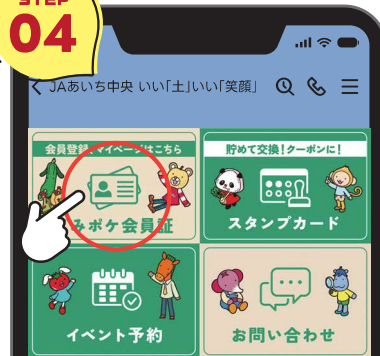 STEP
04
JAあいち中央 いい「土」いい「笑顔」
会員登録・マイページはこちら
みポケ会員証
貯めて交換!クーポンに!
スタンプカード
イベント予約
お問い合わせ